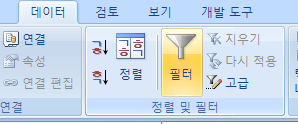 데이터 검토 보기 개발 도구
연결 지우기
속성 다시 적용
연결 편집 정렬 필터 고급
연결 정렬 및 필터